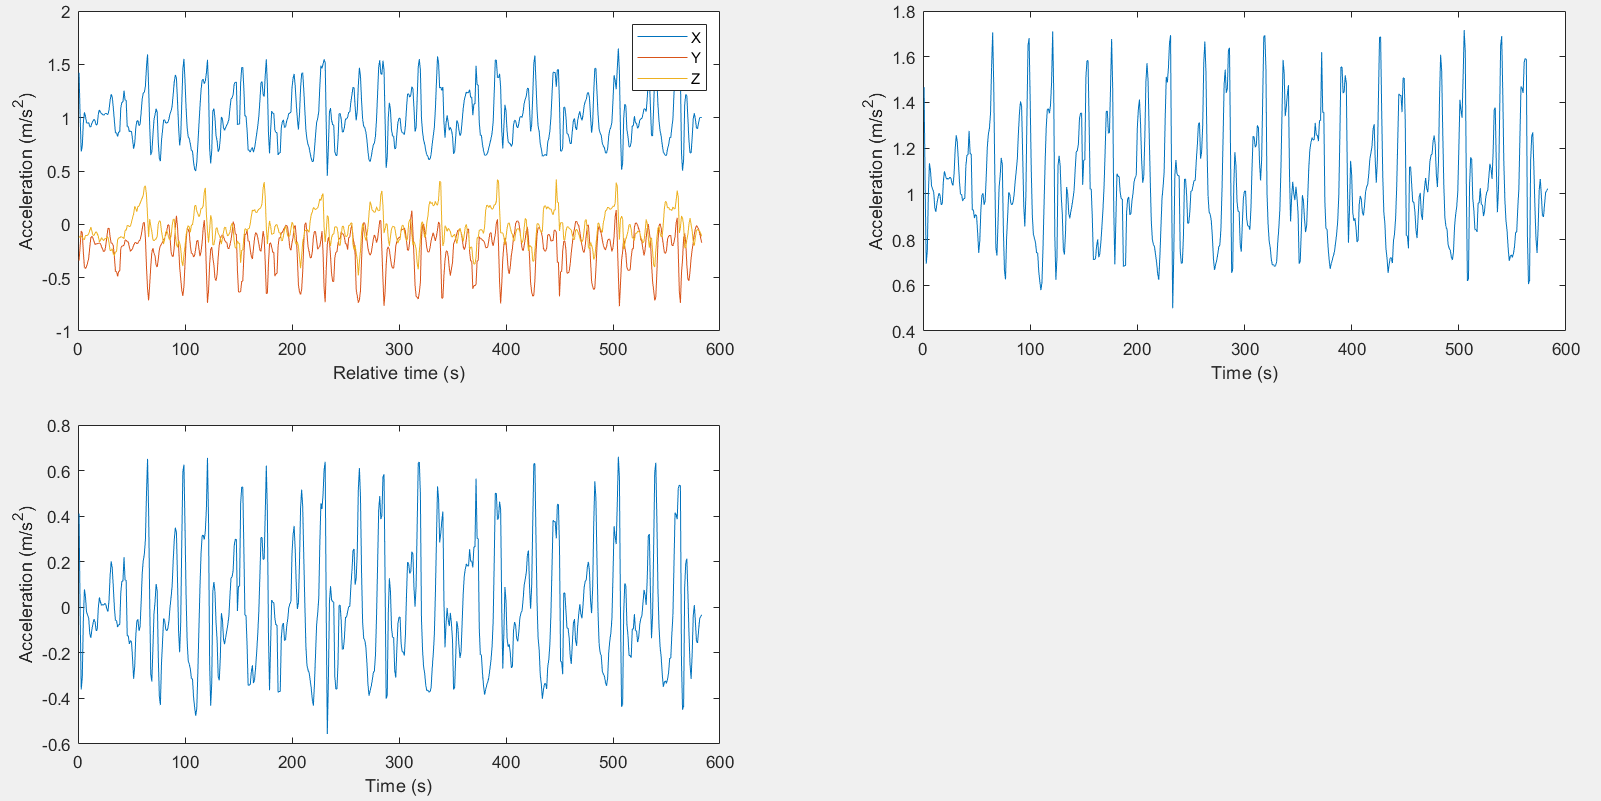 2
1.5
1
0.5
0
-0.5
-1
Acceleration (m/s²)
X
Y
Z
0 100 200 300 400 500 600
Relative time (s)
1.8
1.6
1.4
1.2
1
0.8
0.6
0.4
Acceleration (m/s²)
0 100 200 300 400 500 600
Time (s)
0.8
0.6
0.4
0.2
0
-0.2
-0.4
-0.6
Acceleration (m/s²)
0 100 200 300 400 500 600
Time (s)